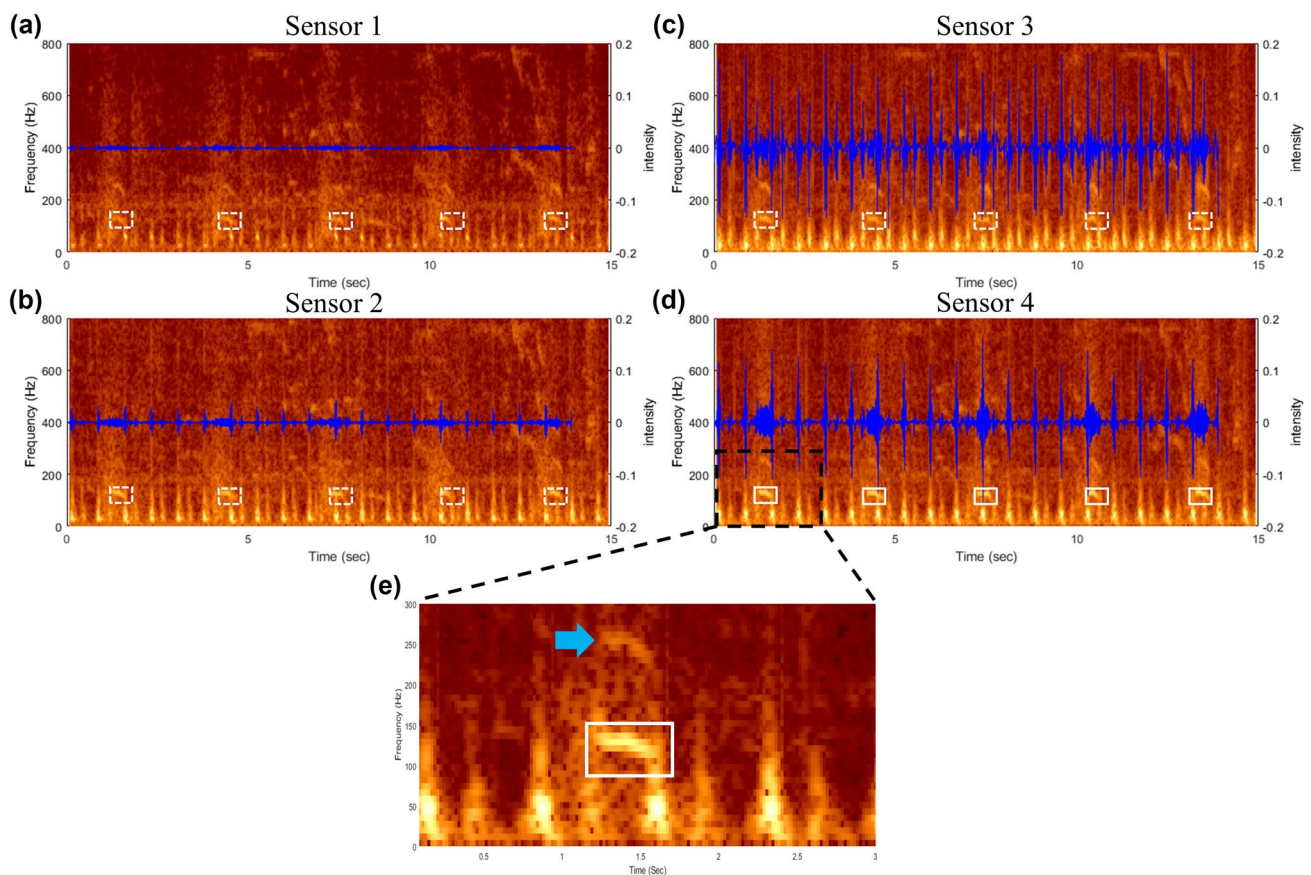 (a) Sensor 1
800
600
400
200
0
Frequency (Hz)
0.2
0.1
0
-0.1
-0.2
intensity
0 5 10 15
Time (sec)
(c) Sensor 3
800
600
400
200
0
Frequency (Hz)
0.2
0.1
0
-0.1
-0.2
intensity
0 5 10 15
Time (sec)
(b) Sensor 2
800
600
400
200
0
Frequency (Hz)
0.2
0.1
0
-0.1
-0.2
intensity
0 5 10 15
Time (sec)
(d) Sensor 4
800
600
400
200
0
Frequency (Hz)
0.2
0.1
0
-0.1
-0.2
intensity
0 5 10 15
Time (sec)
(e)
300
250
200
150
100
50
0
Frequency (Hz)
0.5 1 1.5 2 2.5 3
Time (Sec)